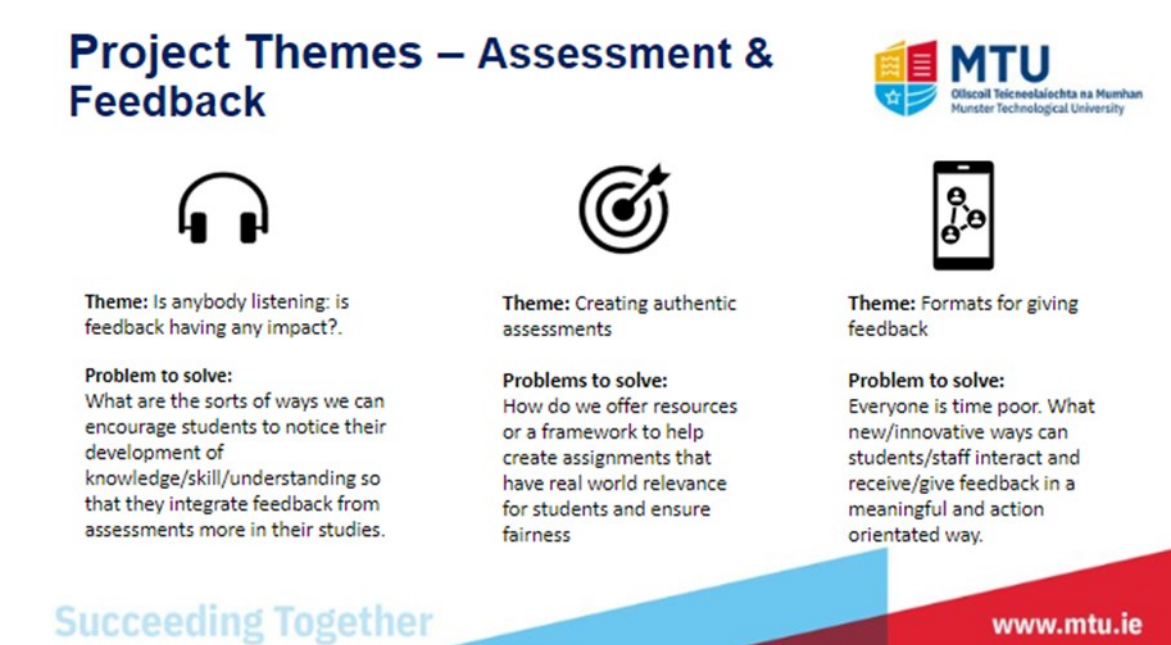 Project Themes – Assessment &
Feedback
MTU
Ollscoil Teicneolaíochta na Mumhan
Munster Technological University
Theme: Is anybody listening: is
feedback having any impact?.
Problem to solve:
What are the sorts of ways we can
encourage students to notice their
development of
knowledge/skill/understanding so
that they integrate feedback from
assessments more in their studies.
Theme: Creating authentic
assessments
Problems to solve:
How do we offer resources
or a framework to help
create assignments that
have real world relevance
for students and ensure
fairness
Theme: Formats for giving
feedback
Problem to solve:
Everyone is time poor. What
new/innovative ways can
students/staff interact and
receive/give feedback in a
meaningful and action
orientated way.
Succeeding Together
www.mtu.ie